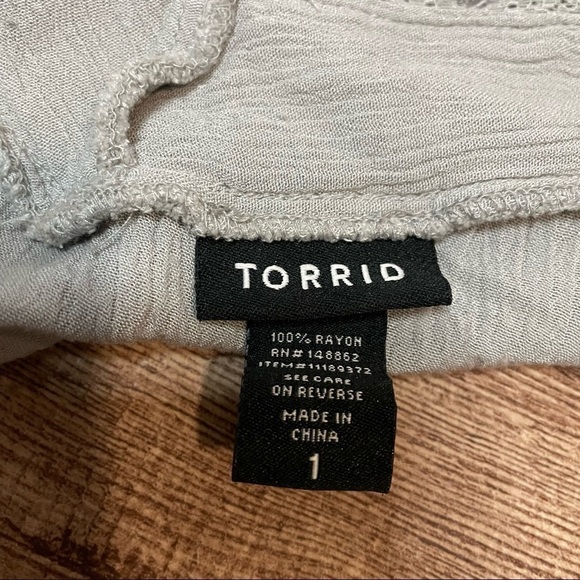 TORRID
100% RAYON
RN# 148862
ITEM#11189372
SEE CARE
ON REVERSE
MADE IN
CHINA
1